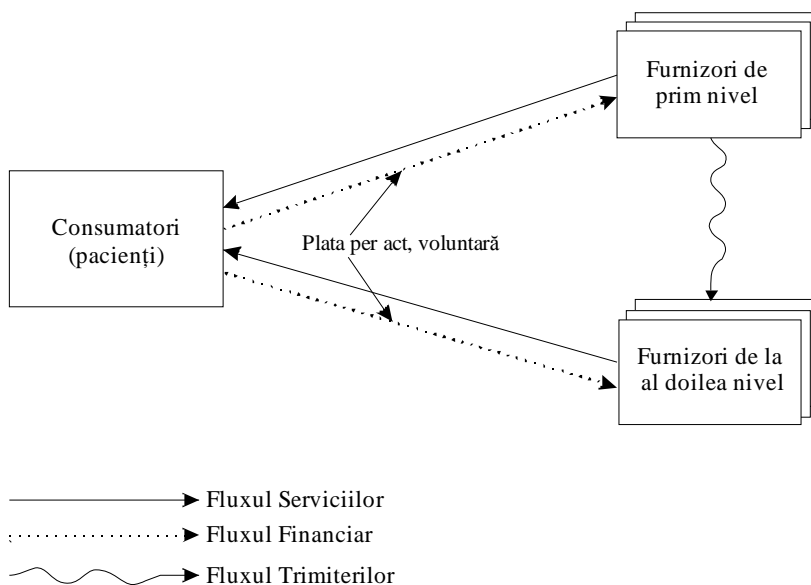 Furnizori de
prim nivel
Consumatori
(pacienți)
Plata per act, voluntară
Furnizori de la
al doilea nivel
Fluxul Serviciilor
Fluxul Financiar
Fluxul Trimiterilor